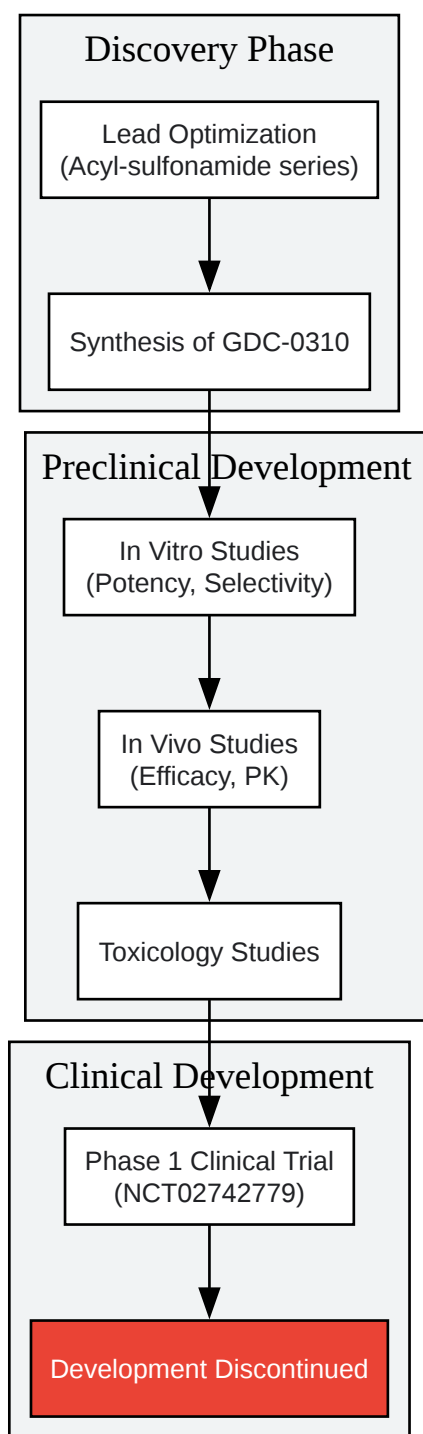 Discovery Phase
Lead Optimization
(Acyl-sulfonamide series)
Synthesis of GDC-0310
Preclinical Development
In Vitro Studies
(Potency, Selectivity)
In Vivo Studies
(Efficacy, PK)
Toxicology Studies
Clinical Development
Phase 1 Clinical Trial
(NCT02742779)
Development Discontinued